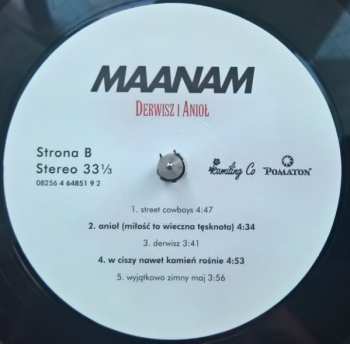 MAANAM
DERWISZ I ANIOŁ
Strona B
Stereo 33⅓
08256 4 64851 9 2
Kamiling Co
POMATON
1. street cowboys 4:47
2. anioł (miłość to wieczna tęsknota) 4:34
3. derwisz 3:41
4. w ciszy nawet kamień rośnie 4:53
5. wyjątkowo zimny maj 3:56